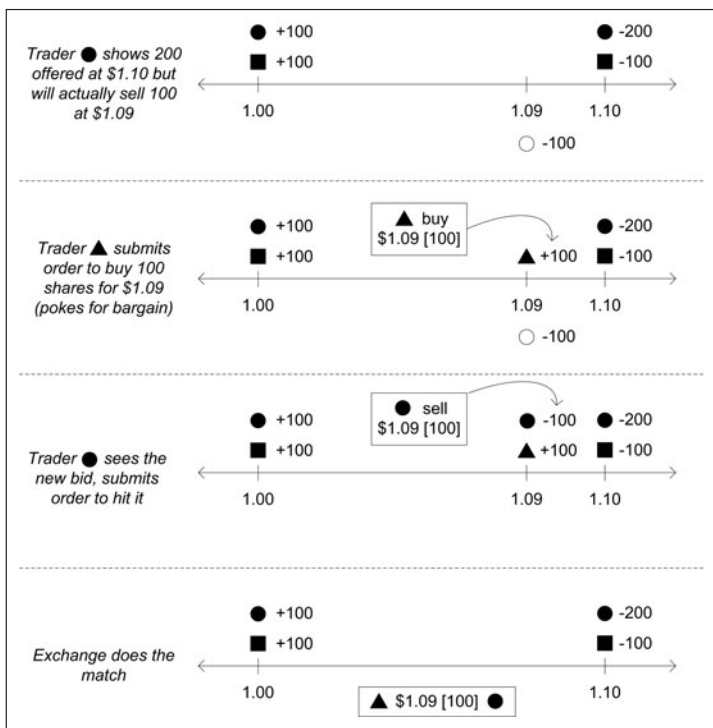 +100 -200
Trader ● shows 200
offered at $1.10 but
will actually sell 100
at $1.09
+100 -100
1.00 1.09 1.10
-100
+100 -200
▲ buy
$1.09 [100]
Trader ▲ submits
order to buy 100
shares for $1.09
(pokes for bargain)
+100 +100 -100
1.00 1.09 1.10
-100
● sell
$1.09 [100]
+100 -100 -200
Trader ● sees the
new bid, submits
order to hit it
+100 +100 -100
1.00 1.09 1.10
+100 -200
+100 -100
Exchange does the
match
1.00 1.10
▲ $1.09 [100] ●